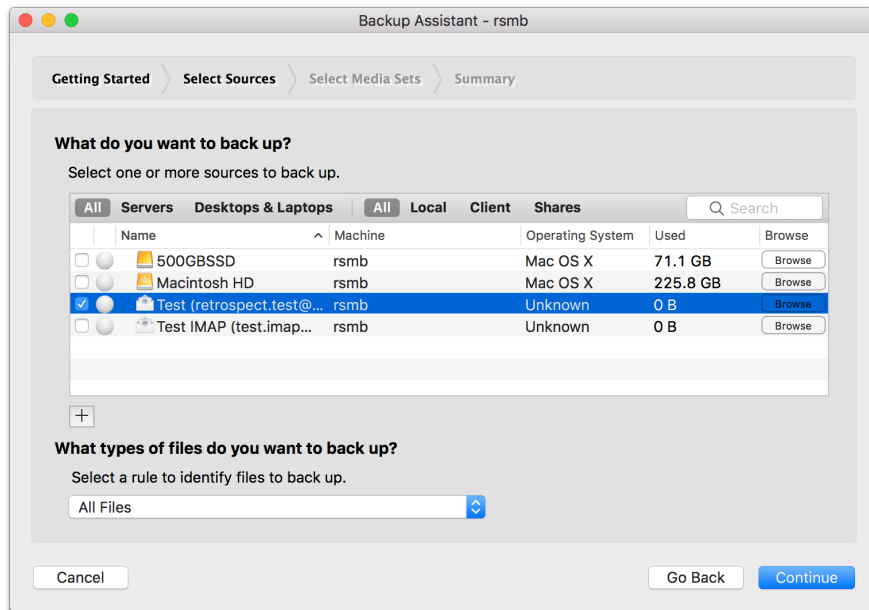 Backup Assistant - rsmb
Getting Started Select Sources Select Media Sets Summary
What do you want to back up?
Select one or more sources to back up.
All Servers Desktops & Laptops All Local Client Shares Search
Name Machine Operating System Used Browse
500GBSSD rsmb Mac OS X 71.1 GB Browse
Macintosh HD rsmb Mac OS X 225.8 GB Browse
Test (retrospect.test@... rsmb Unknown 0 B Browse
Test IMAP (test.imap... rsmb Unknown 0 B Browse
+
What types of files do you want to back up?
Select a rule to identify files to back up.
All Files
Cancel Go Back Continue